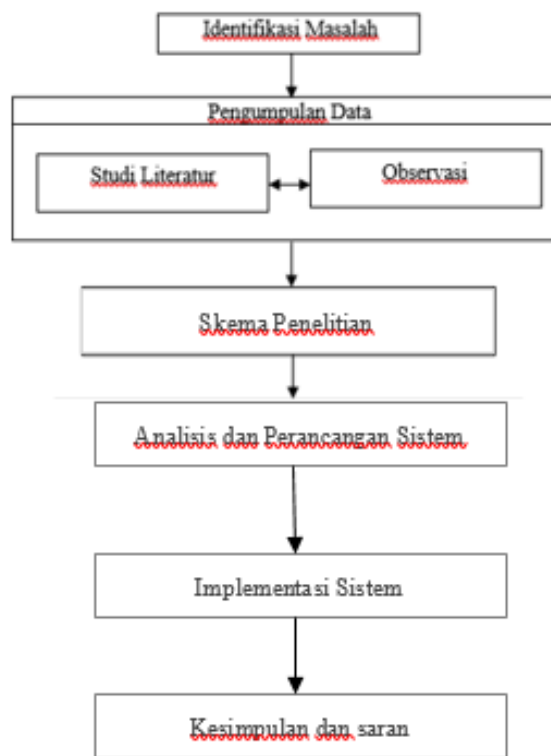 Identifikasi Masalah
Pengumpulan Data
Studi Literatur
Observasi
Skema Penelitian
Analisis dan Perancangan Sistem
Implementasi Sistem
Kesimpulan dan saran